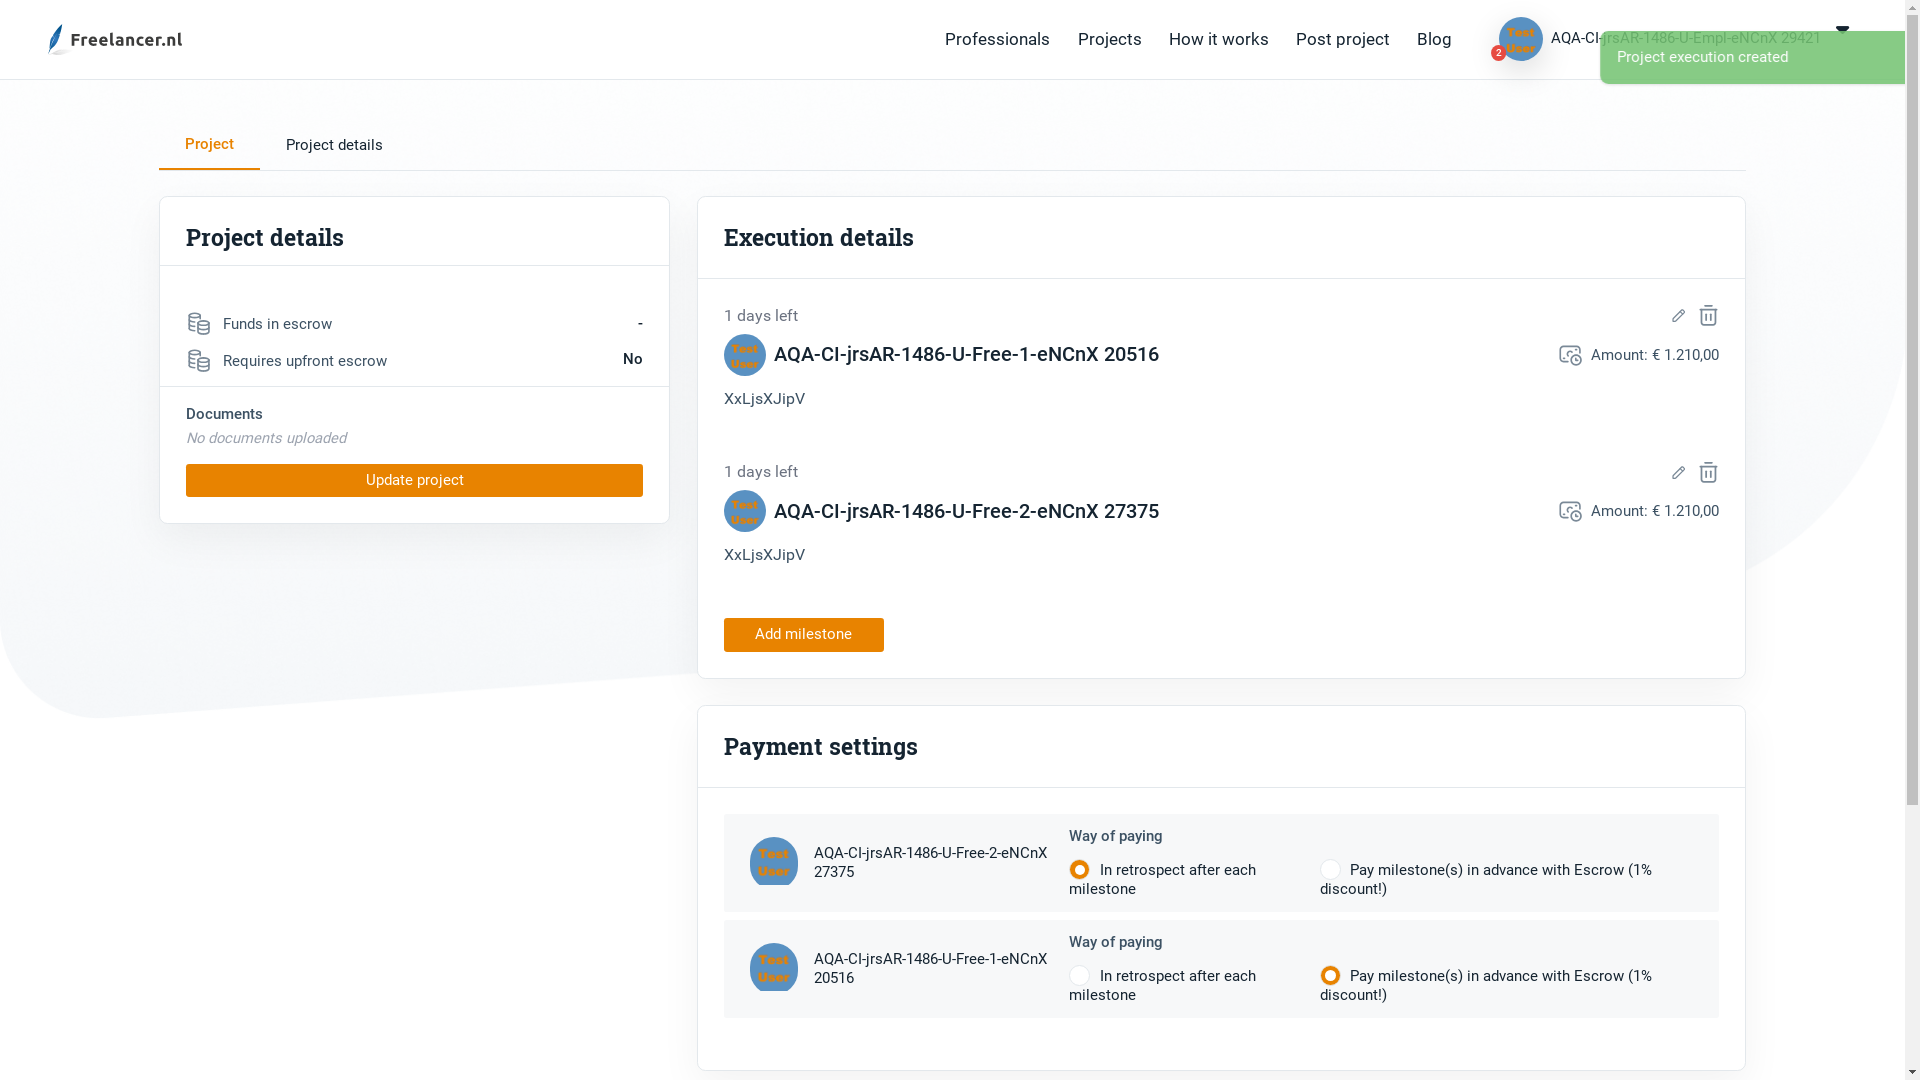 Freelancer.nl
Professionals
Projects
How it works
Post project
Blog
2
Test
User
AQA-CI-jrsAR-1486-U-Empl-eNCnX 29421
Project execution created
Project
Project details
Project details
Funds in escrow
-
Requires upfront escrow
No
Documents
No documents uploaded
Update project
Execution details
1 days left
Test
User
AQA-CI-jrsAR-1486-U-Free-1-eNCnX 20516
Amount: € 1.210,00
XxLjsXJipV
1 days left
Test
User
AQA-CI-jrsAR-1486-U-Free-2-eNCnX 27375
Amount: € 1.210,00
XxLjsXJipV
Add milestone
Payment settings
Test
User
AQA-CI-jrsAR-1486-U-Free-2-eNCnX
27375
Way of paying
In retrospect after each
milestone
Pay milestone(s) in advance with Escrow (1%
discount!)
Test
User
AQA-CI-jrsAR-1486-U-Free-1-eNCnX
20516
Way of paying
In retrospect after each
milestone
Pay milestone(s) in advance with Escrow (1%
discount!)